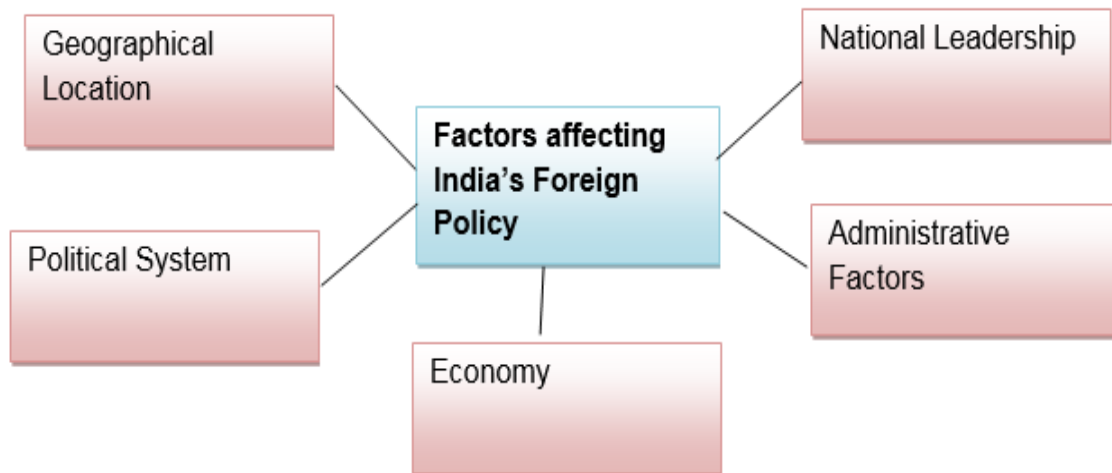 Geographical
Location
National Leadership
Factors affecting
India's Foreign
Policy
Political System
Administrative
Factors
Economy